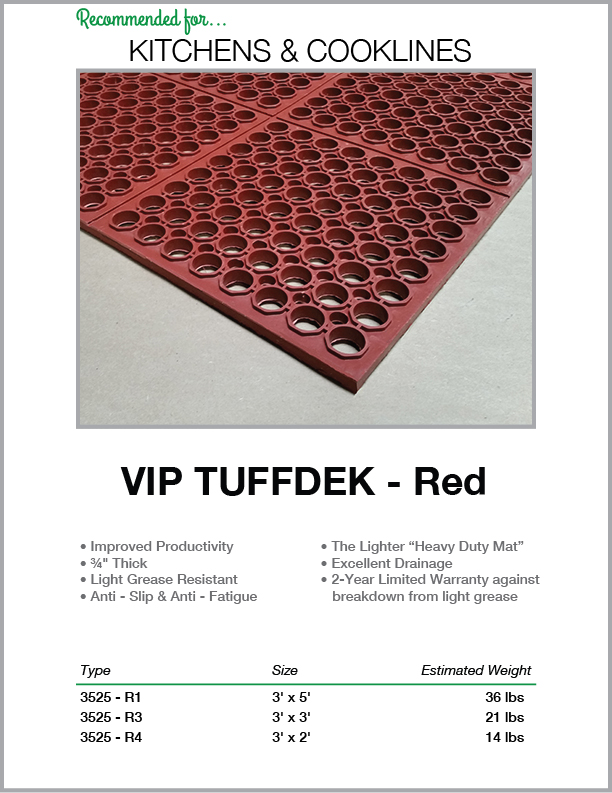 Recommended for...
KITCHENS & COOKLINES
VIP TUFFDEK - Red
• Improved Productivity
• ¾" Thick
• Light Grease Resistant
• Anti - Slip & Anti - Fatigue
• The Lighter “Heavy Duty Mat”
• Excellent Drainage
• 2-Year Limited Warranty against
breakdown from light grease
Type Size Estimated Weight
3525 - R1 3' x 5' 36 lbs
3525 - R3 3' x 3' 21 lbs
3525 - R4 3' x 2' 14 lbs